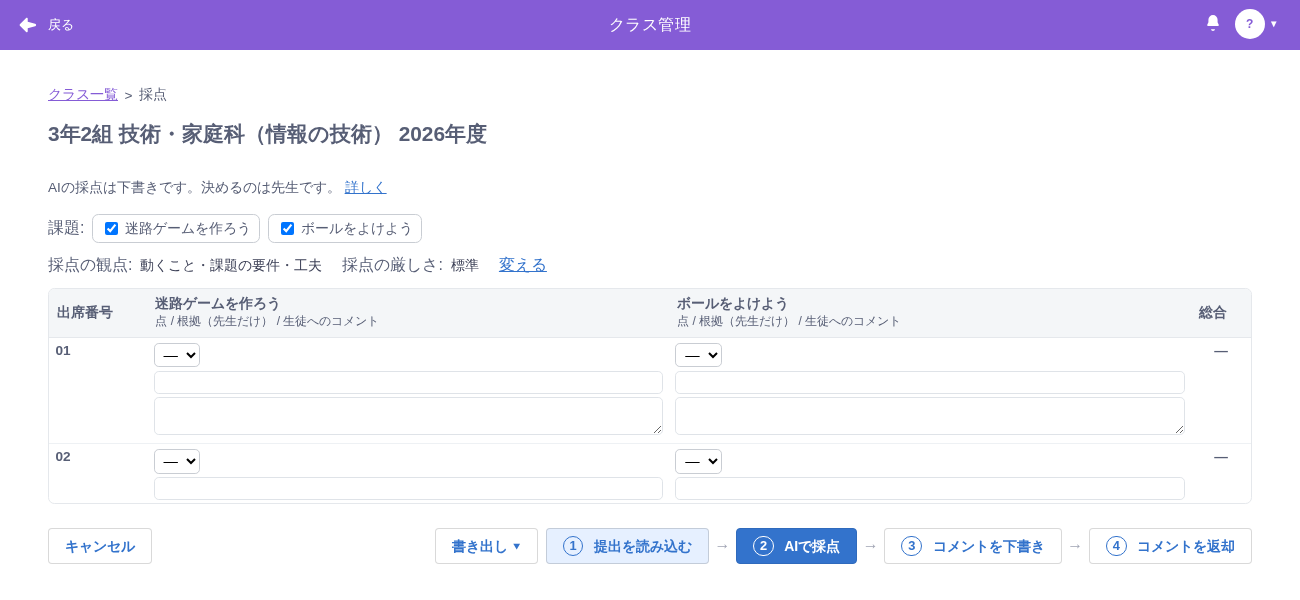 戻る
クラス管理
?
クラス一覧 > 採点
3年2組 技術・家庭科（情報の技術） 2026年度
AIの採点は下書きです。決めるのは先生です。 詳しく
課題: 迷路ゲームを作ろう ボールをよけよう
採点の観点: 動くこと・課題の要件・工夫 採点の厳しさ: 標準 変える
出席番号 迷路ゲームを作ろう ボールをよけよう 総合
点 / 根拠（先生だけ） / 生徒へのコメント 点 / 根拠（先生だけ） / 生徒へのコメント
01 — — —
02 — — —
キャンセル 書き出し ▾ 1 提出を読み込む → 2 AIで採点 → 3 コメントを下書き → 4 コメントを返却